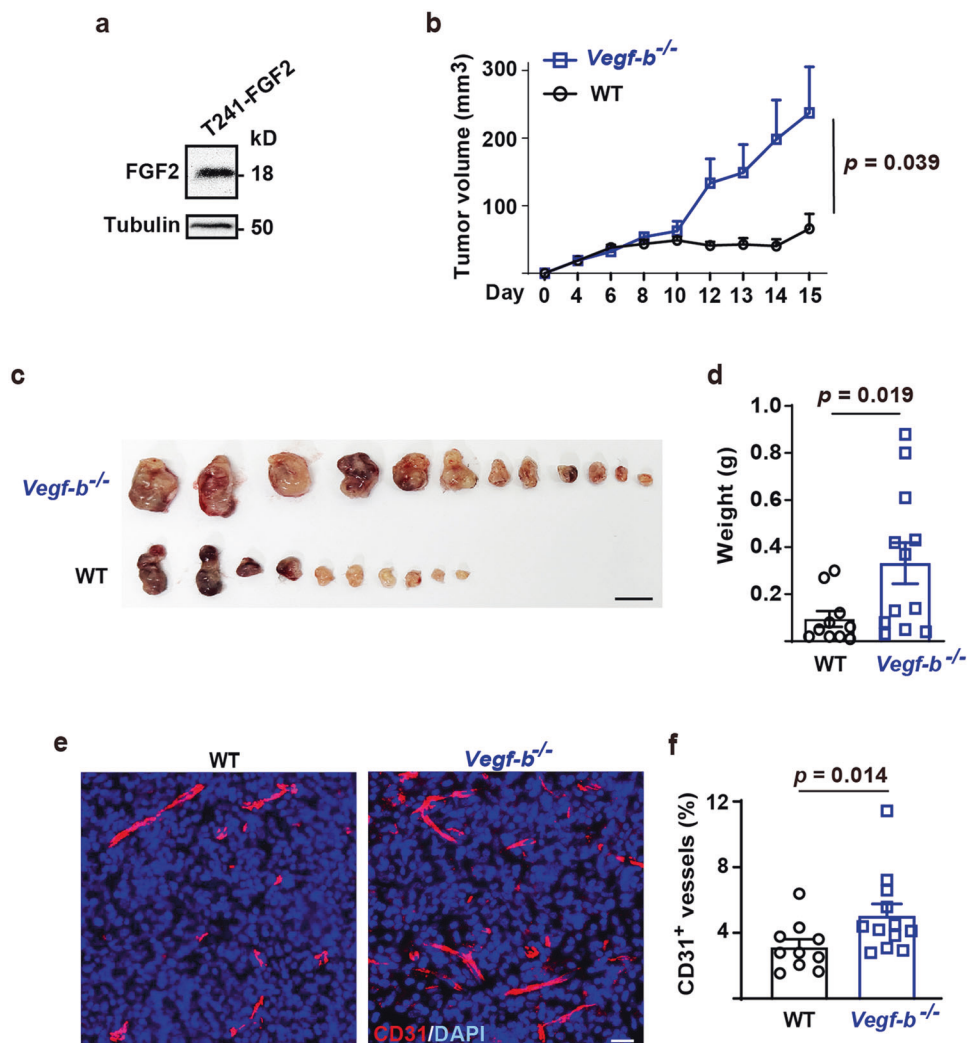 a
T241-FGF2
kD
FGF2
18
Tubulin
50
b
Vegf-b-/-
WT
Tumor volume (mm3)
300
200
100
Day
0 4 6 8 10 12 13 14 15
p = 0.039
c
Vegf-b-/-
WT
d
p = 0.019
Weight (g)
1.0
0.8
0.6
0.4
0.2
WT Vegf-b-/-
e
WT Vegf-b-/-
CD31/DAPI
f
p = 0.014
CD31+ vessels (%)
12
8
4
WT Vegf-b-/-